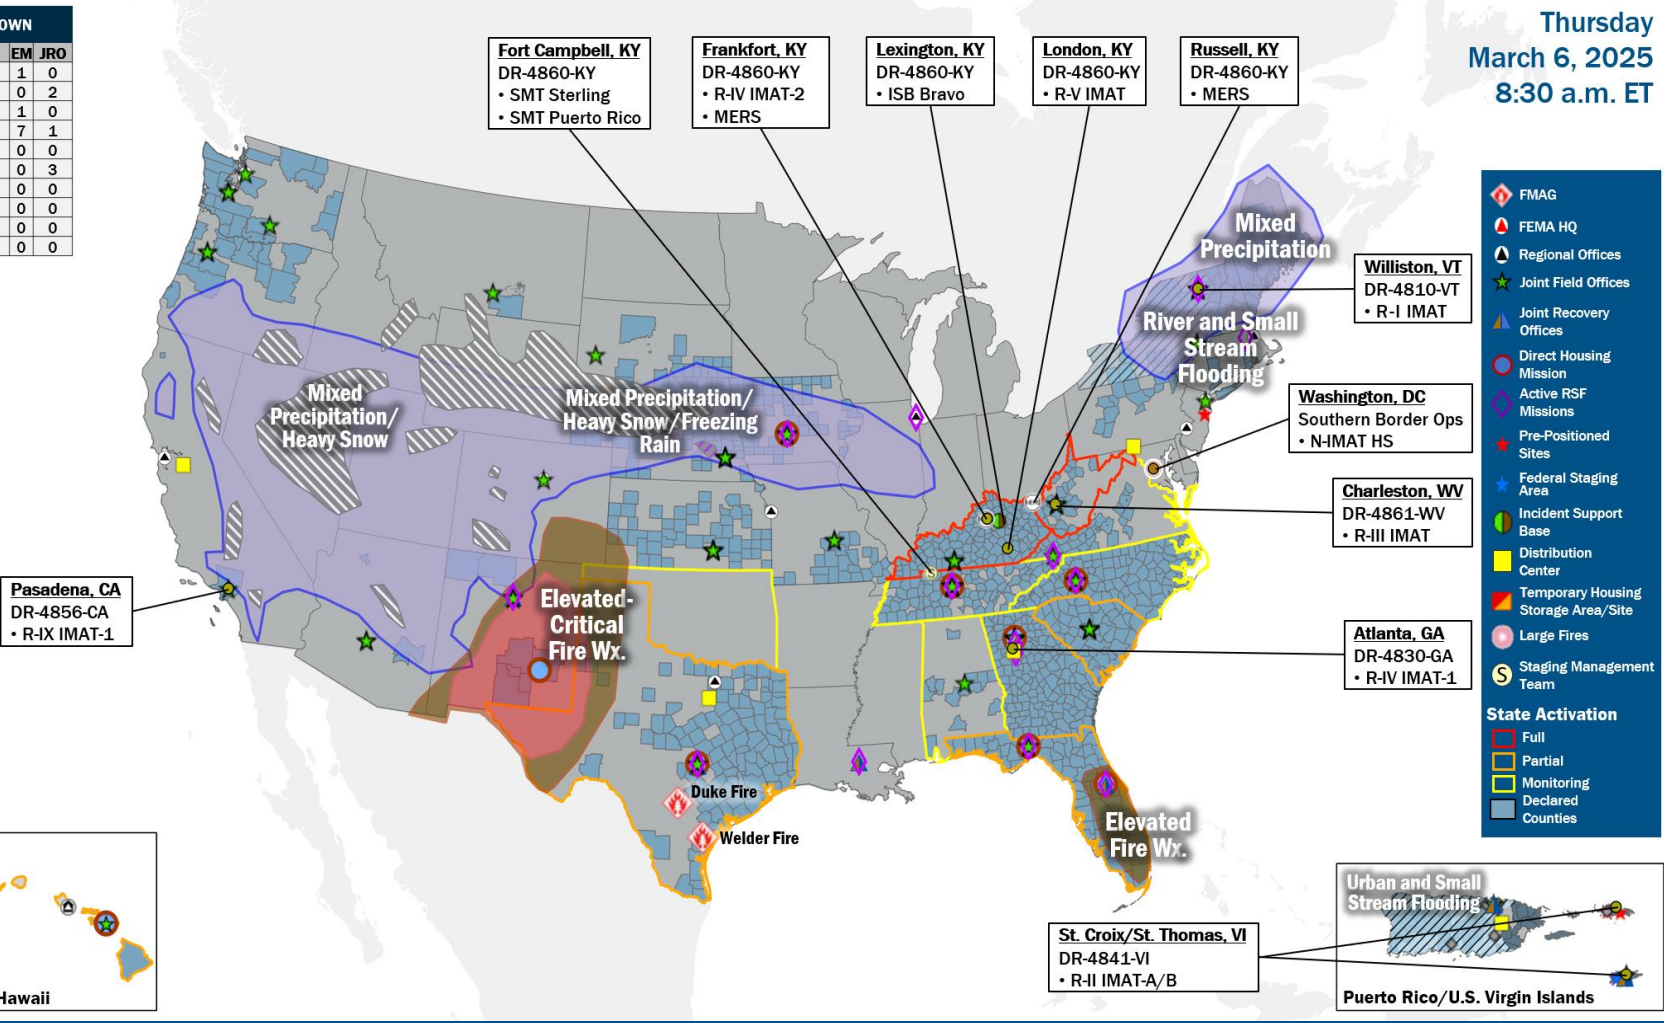 OWN
EM JRO
1 0
0 2
1 0
7 1
0 0
0 3
0 0
0 0
0 0
0 0
Fort Campbell, KY
DR-4860-KY
• SMT Sterling
• SMT Puerto Rico
Frankfort, KY
DR-4860-KY
• R-IV IMAT-2
• MERS
Lexington, KY
DR-4860-KY
• ISB Bravo
London, KY
DR-4860-KY
• R-V IMAT
Russell, KY
DR-4860-KY
• MERS
Thursday
March 6, 2025
8:30 a.m. ET
FMAG
FEMA HQ
Regional Offices
Joint Field Offices
Joint Recovery
Offices
Direct Housing
Mission
Active RSF
Missions
Pre-Positioned
Sites
Federal Staging
Area
Incident Support
Base
Distribution
Center
Temporary Housing
Storage Area/Site
Large Fires
S
Staging Management
Team
State Activation
Full
Partial
Monitoring
Declared
Counties
Mixed
Precipitation
Williston, VT
DR-4810-VT
• R-I IMAT
River and Small
Stream
Flooding
Washington, DC
Southern Border Ops
• N-IMAT HS
Mixed
Precipitation/
Heavy Snow
Mixed Precipitation/
Heavy Snow/Freezing
Rain
Charleston, WV
DR-4861-WV
• R-III IMAT
S
Pasadena, CA
DR-4856-CA
• R-IX IMAT-1
Elevated-
Critical
Fire Wx.
Atlanta, GA
DR-4830-GA
• R-IV IMAT-1
Duke Fire
Welder Fire
Elevated
Fire Wx.
Hawaii
St. Croix/St. Thomas, VI
DR-4841-VI
• R-II IMAT-A/B
Urban and Small
Stream Flooding
Puerto Rico/U.S. Virgin Islands